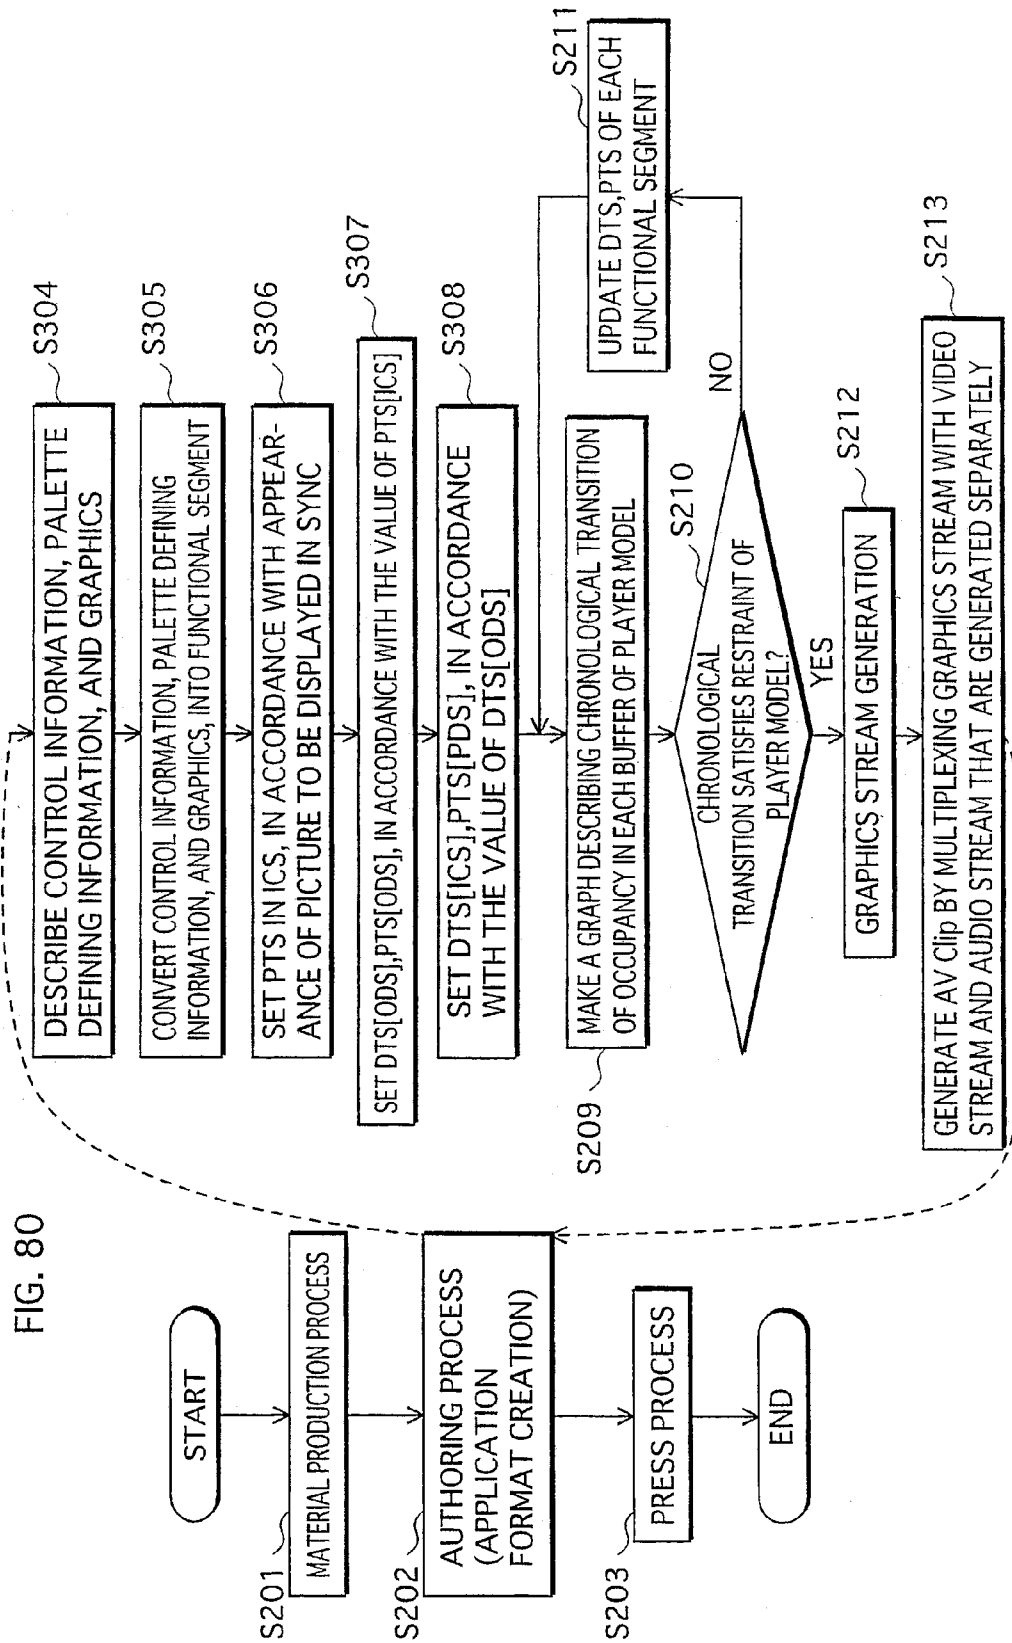 FIG. 80
START
S201
MATERIAL PRODUCTION PROCESS
S202
AUTHORING PROCESS
(APPLICATION
FORMAT CREATION)
S203
PRESS PROCESS
END
S304
DESCRIBE CONTROL INFORMATION, PALETTE
DEFINING INFORMATION, AND GRAPHICS
S305
CONVERT CONTROL INFORMATION, PALETTE DEFINING
INFORMATION, AND GRAPHICS, INTO FUNCTIONAL SEGMENT
S306
SET PTS IN ICS, IN ACCORDANCE WITH APPEAR-
ANCE OF PICTURE TO BE DISPLAYED IN SYNC
S307
SET DTS[ODS],PTS[ODS], IN ACCORDANCE WITH THE VALUE OF PTS[ICS]
S308
SET DTS[ICS],PTS[PDS], IN ACCORDANCE
WITH THE VALUE OF DTS[ODS]
S209
MAKE A GRAPH DESCRIBING CHRONOLOGICAL TRANSITION
OF OCCUPANCY IN EACH BUFFER OF PLAYER MODEL
S210
CHRONOLOGICAL
TRANSITION SATISFIES RESTRAINT OF
PLAYER MODEL?
NO
S211
UPDATE DTS,PTS OF EACH
FUNCTIONAL SEGMENT
YES
S212
GRAPHICS STREAM GENERATION
S213
GENERATE AV Clip BY MULTIPLEXING GRAPHICS STREAM WITH VIDEO
STREAM AND AUDIO STREAM THAT ARE GENERATED SEPARATELY